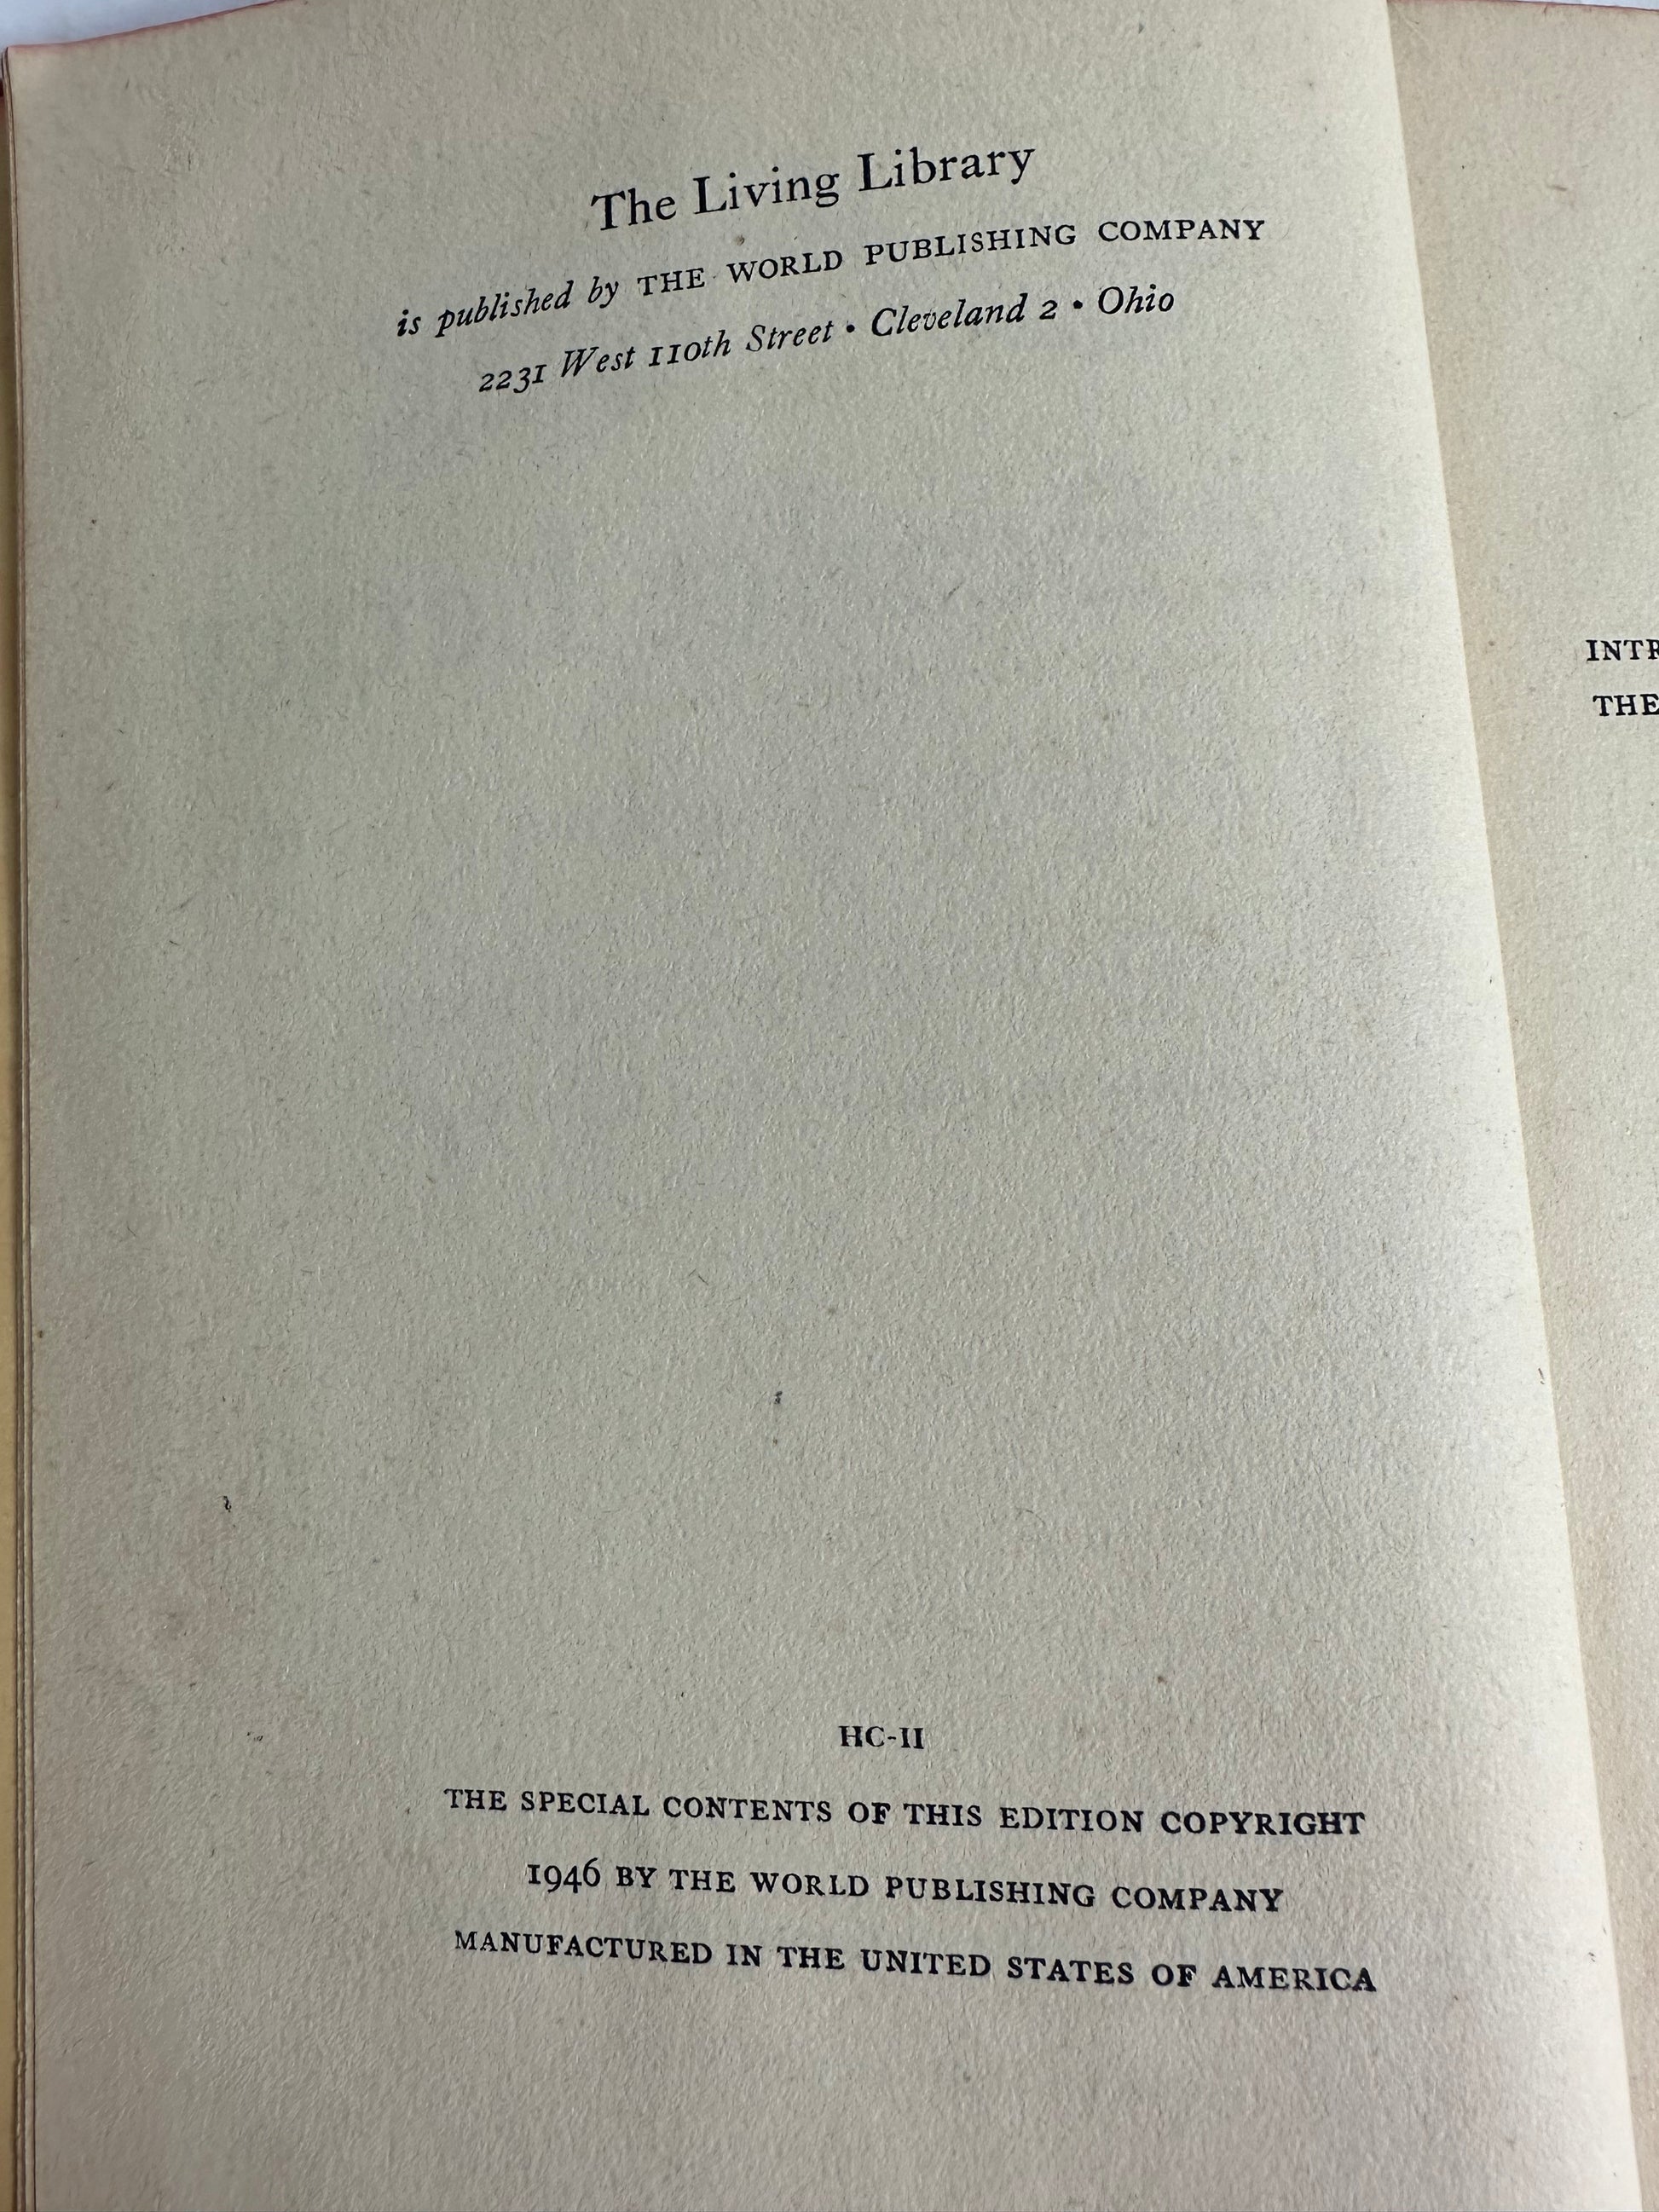 The Living Library
is published by THE WORLD PUBLISHING COMPANY
2231 West 110th Street • Cleveland 2 • Ohio
INTR
THE
HC-II
THE SPECIAL CONTENTS OF THIS EDITION COPYRIGHT
1946 BY THE WORLD PUBLISHING COMPANY
MANUFACTURED IN THE UNITED STATES OF AMERICA